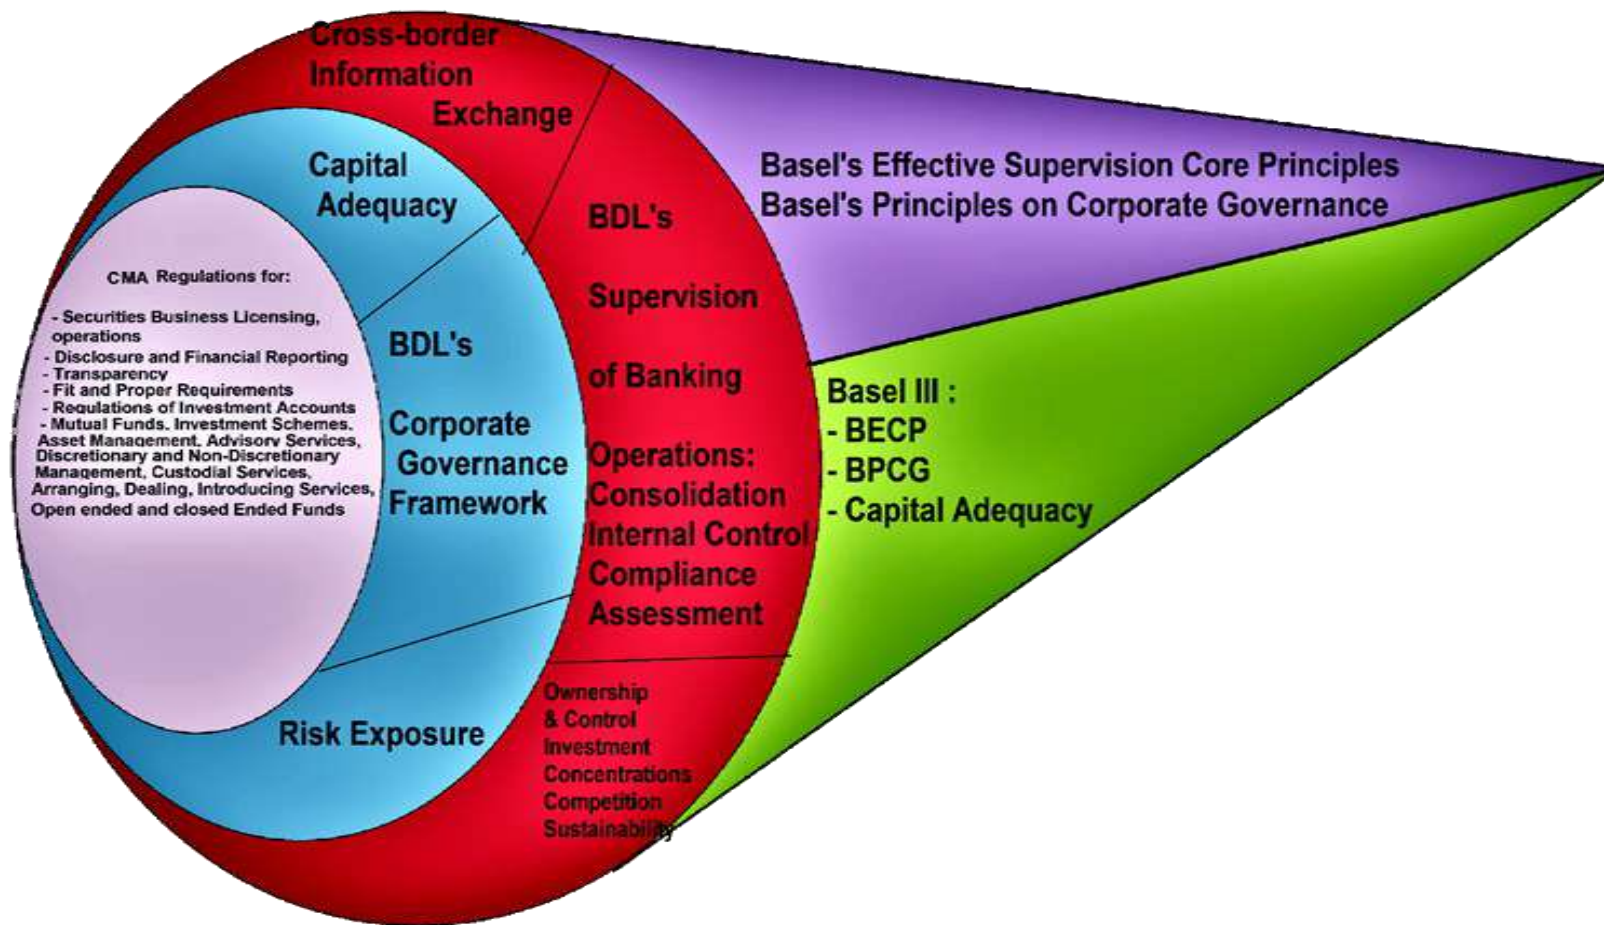 Cross-border
Information
Exchange
Capital
Adequacy
CMA Regulations for:
- Securities Business Licensing,
operations
- Disclosure and Financial Reporting
- Transparency
- Fit and Proper Requirements
- Regulations of Investment Accounts
- Mutual Funds, Investment Schemes,
Asset Management, Advisory Services,
Discretionary and Non-Discretionary
Management, Custodial Services,
Arranging, Dealing, Introducing Services,
Open ended and closed Ended Funds
BDL's
Corporate
Governance
Framework
Risk Exposure
BDL's
Supervision
of Banking
Operations:
Consolidation
Internal Control
Compliance
Assessment
Ownership
& Control
Investment
Concentrations
Competition
Sustainability
Basel's Effective Supervision Core Principles
Basel's Principles on Corporate Governance
Basel III :
- BECP
- BPCG
- Capital Adequacy